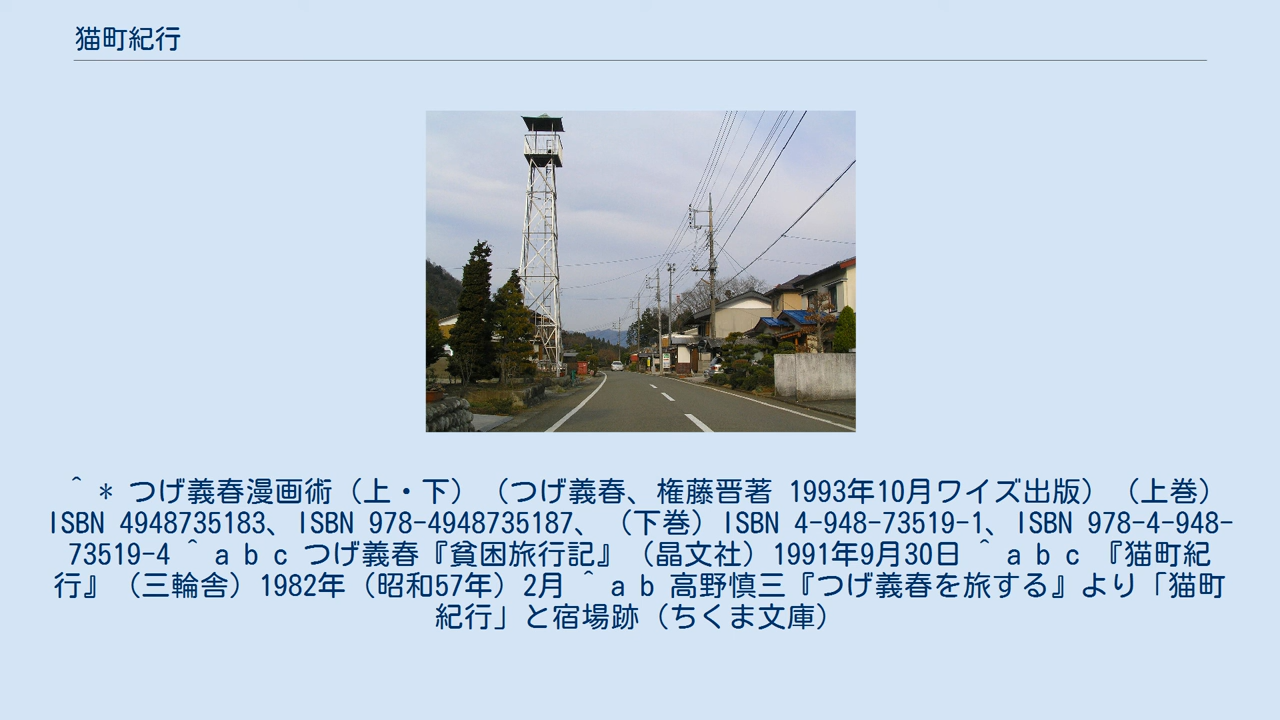 猫町紀行
^ * つげ義春漫画術（上・下）（つげ義春、権藤晋著 1993年10月ワイズ出版）（上巻）
ISBN 4948735183、ISBN 978-4948735187、（下巻）ISBN 4-948-73519-1、ISBN 978-4-948-
73519-4 ^ a b c つげ義春『貧困旅行記』（晶文社）1991年9月30日 ^ a b c 『猫町紀
行』（三輪舎）1982年（昭和57年）2月 ^ a b 高野慎三『つげ義春を旅する』より「猫町
紀行」と宿場跡（ちくま文庫）